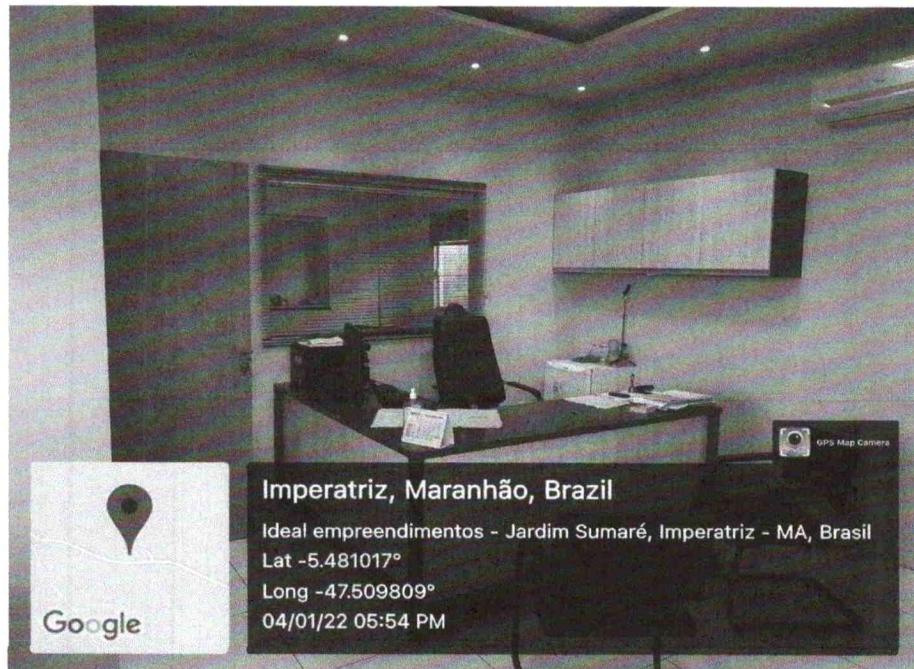 GPS Map Camera
Imperatriz, Maranhão, Brazil
Ideal empreendimentos - Jardim Sumaré, Imperatriz - MA, Brasil
Lat -5.481017°
Long -47.509809°
04/01/22 05:54 PM
Google